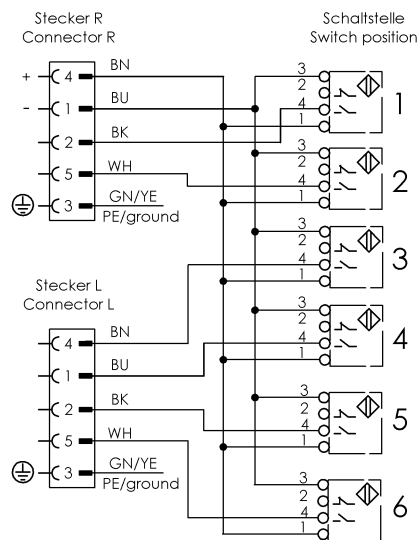 Stecker R
Connector R
Schaltstelle
Switch position
+ 4 BN
- 1 BU
2 BK
5 WH
3 GN/YE
PE/ground
3
2
4
1
1
3
2
4
1
2
3
2
4
1
3
Stecker L
Connector L
4 BN
1 BU
2 BK
5 WH
3 GN/YE
PE/ground
3
2
4
1
4
3
2
4
1
5
3
2
4
1
6